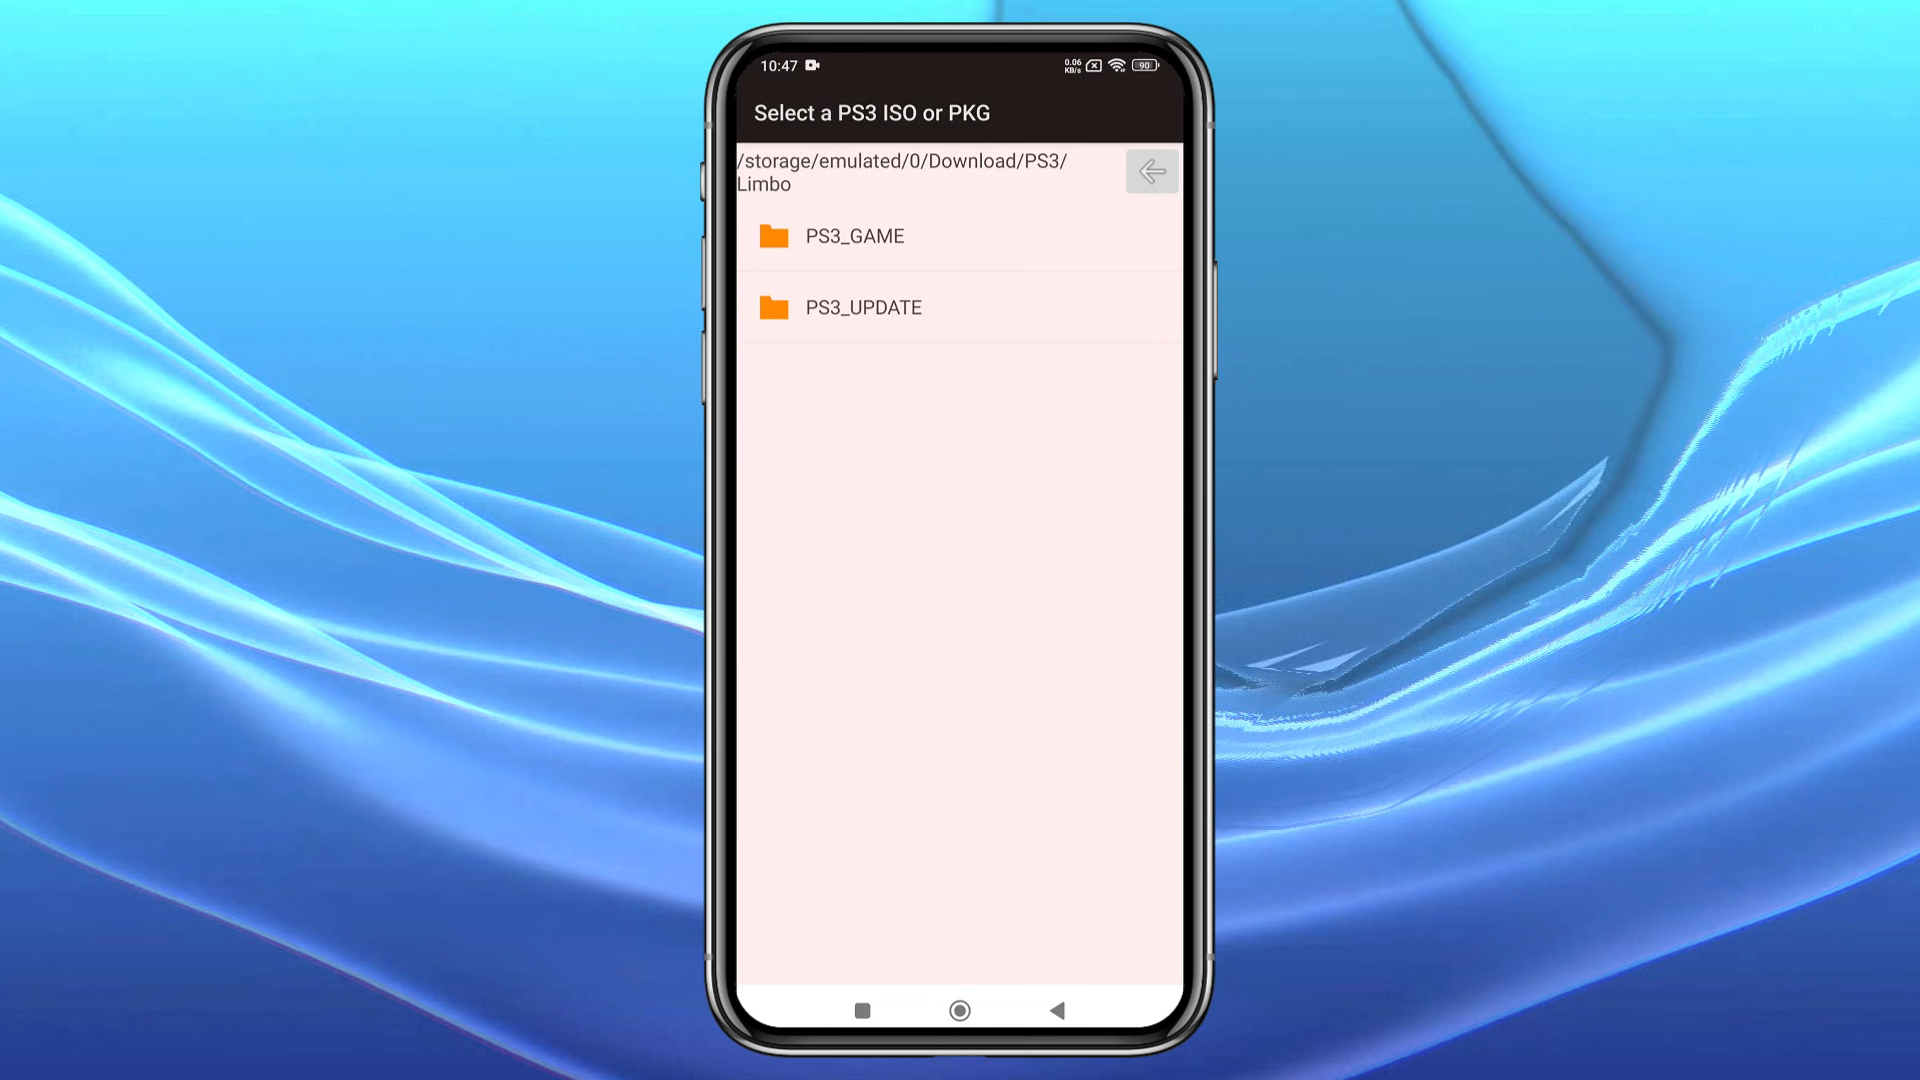 10:47
0.06
KB/s
90
Select a PS3 ISO or PKG
/storage/emulated/0/Download/PS3/
Limbo
PS3_GAME
PS3_UPDATE